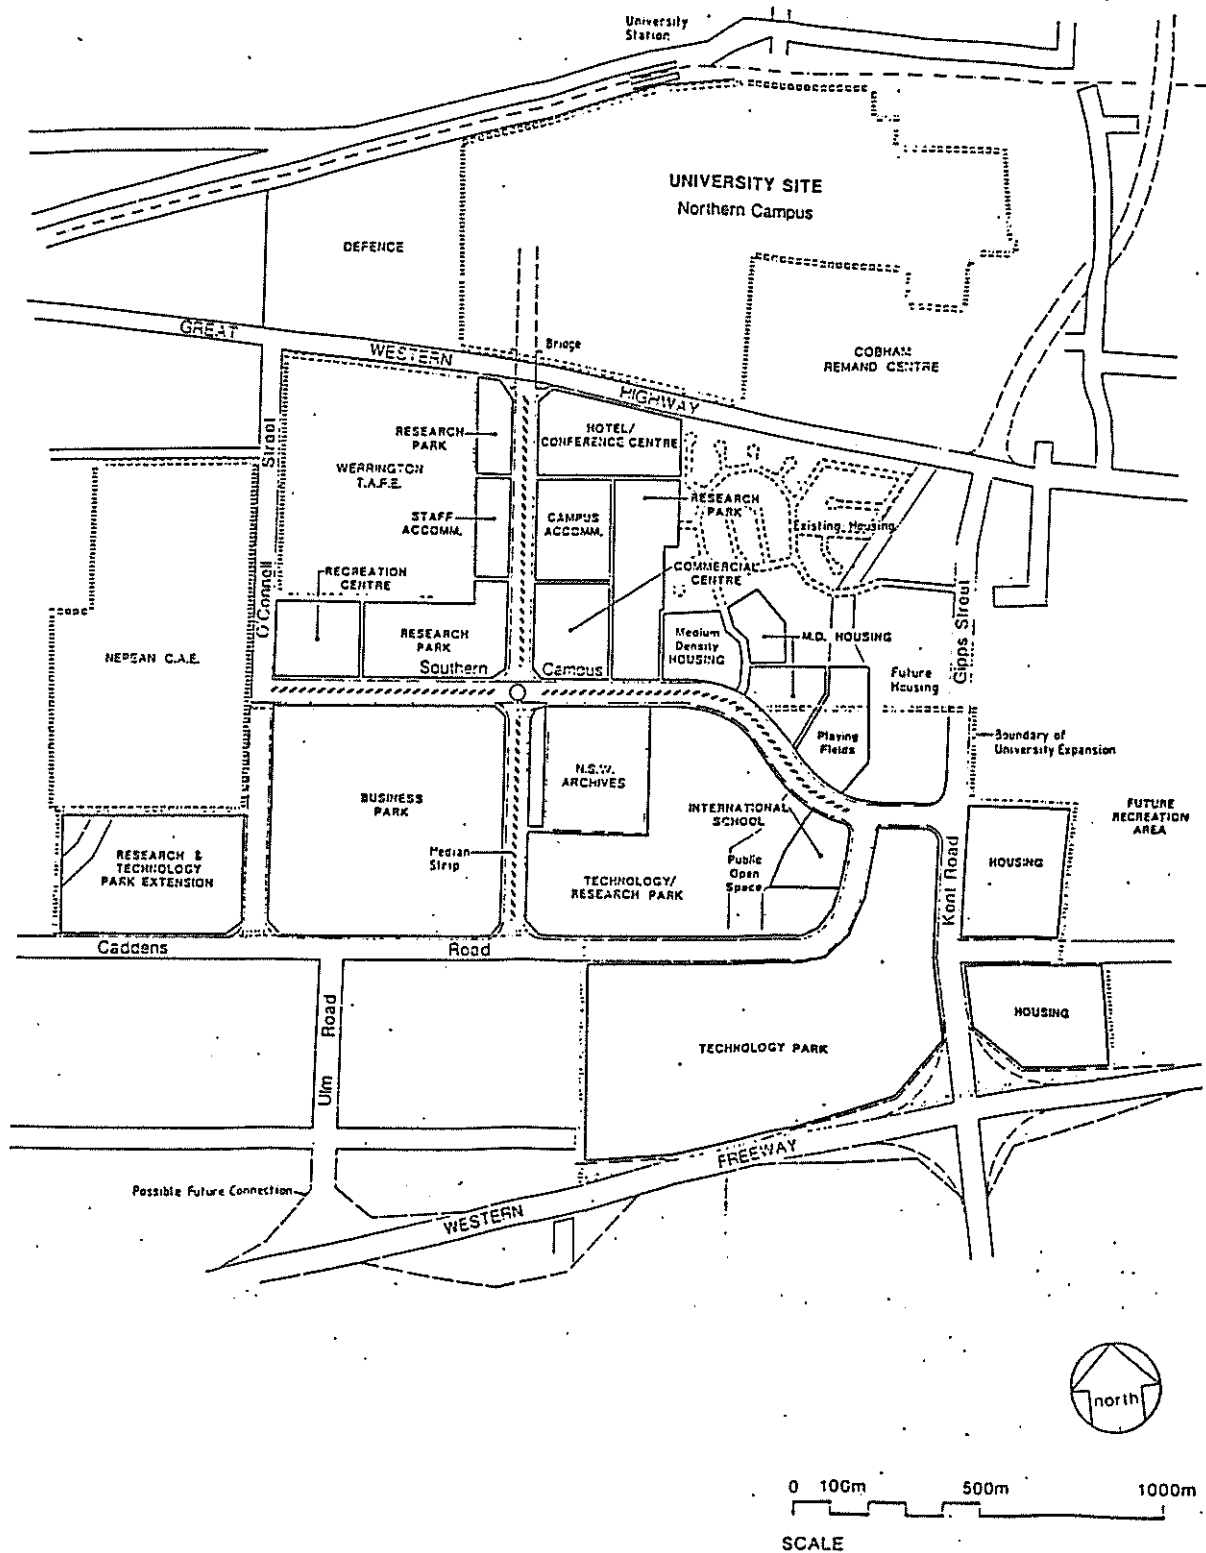 University
Station
UNIVERSITY SITE
Northern Campus
DEFENCE
GREAT
WESTERN
HIGHWAY
Bridge
COBHAM
REMAND CENTRE
RESEARCH
PARK
HOTEL/
CONFERENCE CENTRE
O'Connell Street
WERRINGTON
T.A.F.E.
RESEARCH
PARK
STAFF
ACCOMM.
CAMPUS
ACCOMM.
Existing Housing
RECREATION
CENTRE
COMMERCIAL
CENTRE
Gipps Street
NEPEAN C.A.E.
RESEARCH
PARK
Medium
Density
HOUSING
M.D. HOUSING
Southern Campus
Future
Housing
Playing
Fields
Boundary of
University Expansion
N.S.W.
ARCHIVES
BUSINESS
PARK
INTERNATIONAL
SCHOOL
FUTURE
RECREATION
AREA
RESEARCH &
TECHNOLOGY
PARK EXTENSION
Median
Strip
TECHNOLOGY/
RESEARCH PARK
Public
Open
Space
Kent Road
HOUSING
Caddens Road
Ulm Road
HOUSING
TECHNOLOGY PARK
FREEWAY
Possible Future Connection
WESTERN
north
0 100m 500m 1000m
SCALE